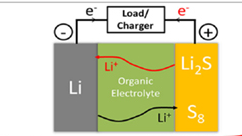 Load/
Charger
e⁻
e⁻
-
+
Li⁺
Li₂S
Li
Organic
Electrolyte
Li⁺
S₈